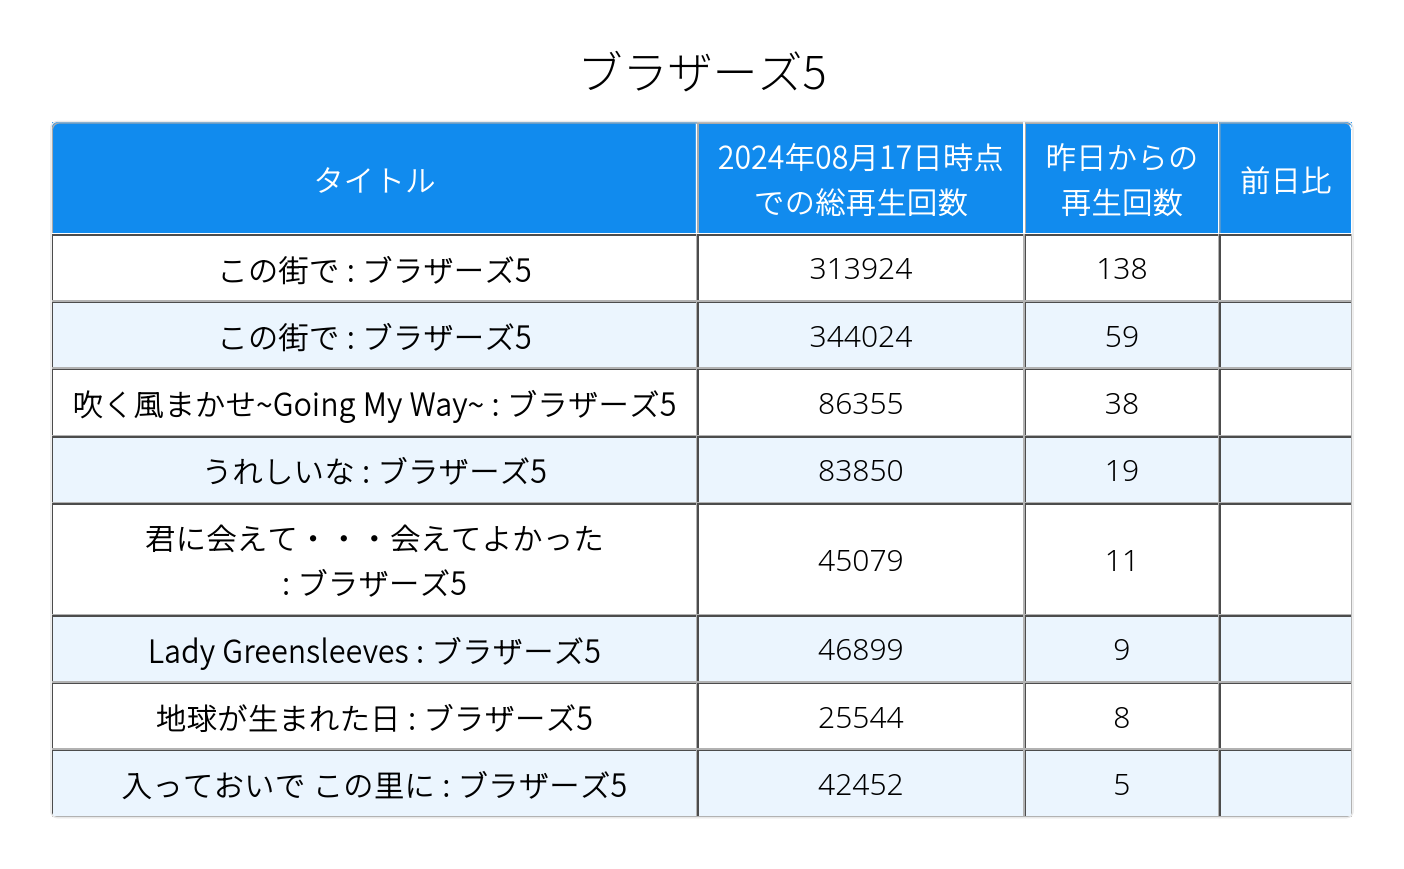 ブラザーズ5
タイトル
2024年08月17日時点
での総再生回数
昨日からの
再生回数
前日比
この街で : ブラザーズ5
313924
138
この街で : ブラザーズ5
344024
59
吹く風まかせ~Going My Way~ : ブラザーズ5
86355
38
うれしいな : ブラザーズ5
83850
19
君に会えて・・・会えてよかった
: ブラザーズ5
45079
11
Lady Greensleeves : ブラザーズ5
46899
9
地球が生まれた日 : ブラザーズ5
25544
8
入っておいで この里に : ブラザーズ5
42452
5